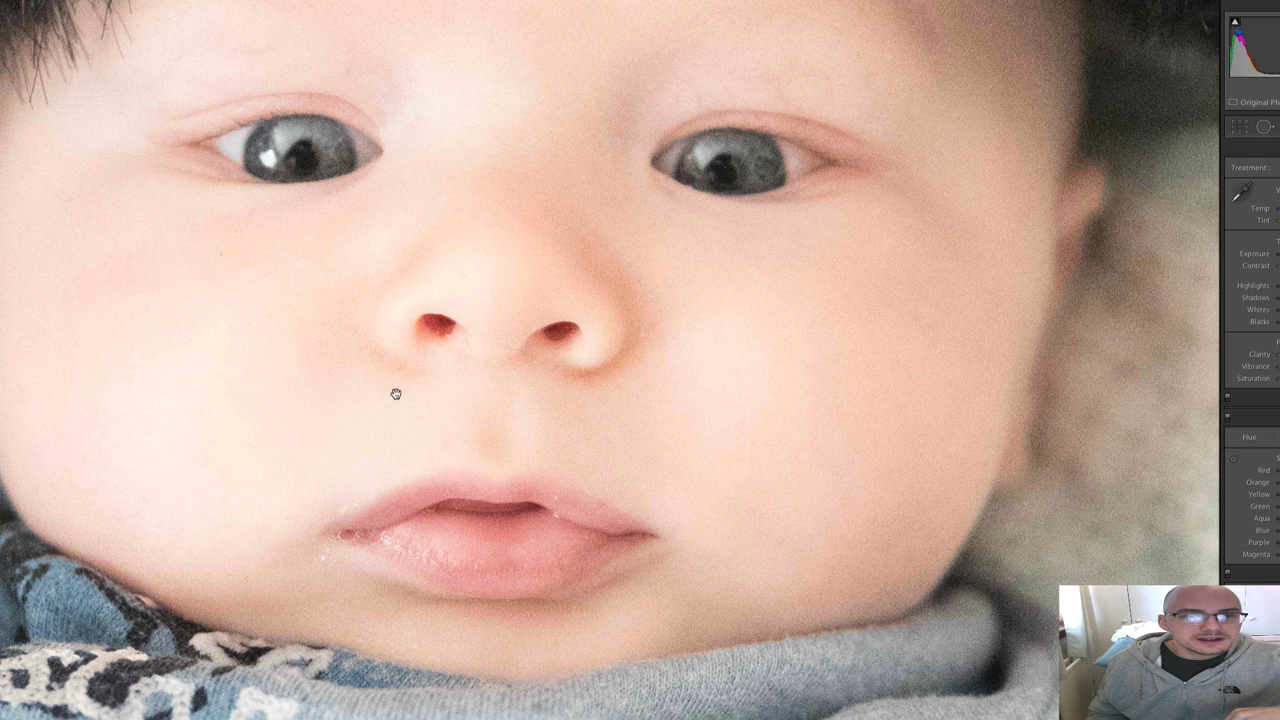 Original Ph
Treatment :
Temp
Tint
Exposure
Contrast
Highlights
Shadows
Whites
Blacks
Clarity
Vibrance
Saturation
Hue
Red
Orange
Yellow
Green
Aqua
Blue
Purple
Magenta